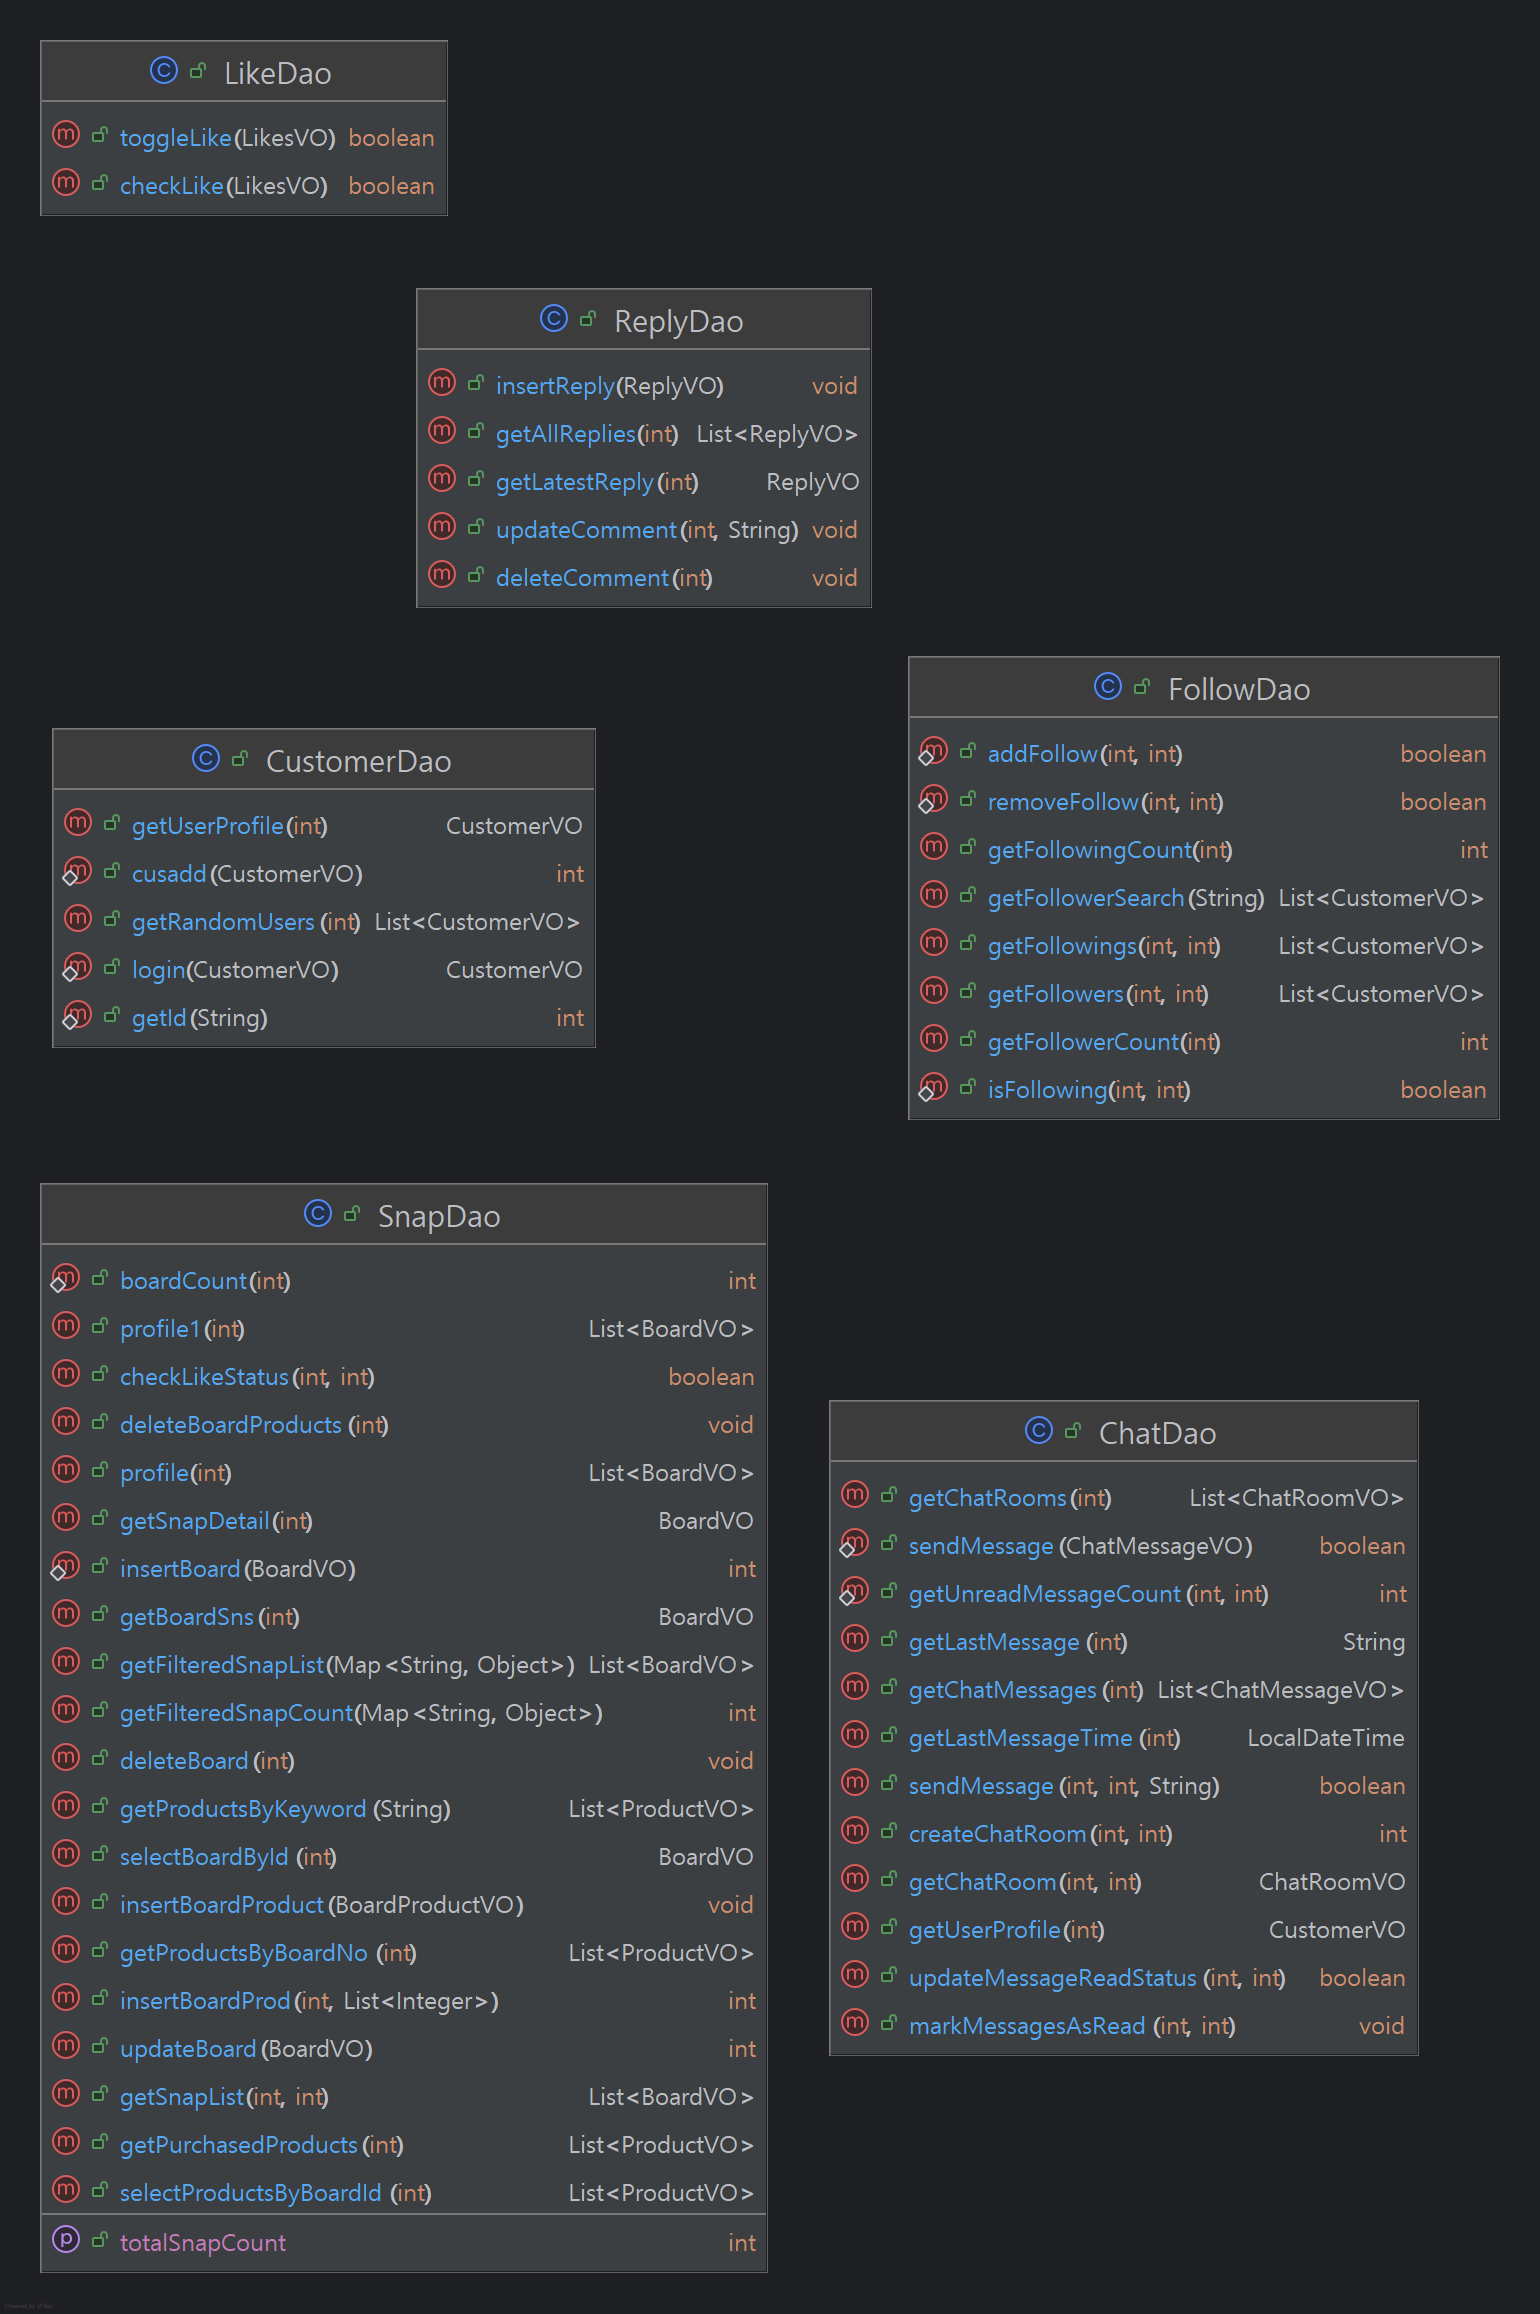 LikeDao
toggleLike(LikesVO) boolean
checkLike(LikesVO) boolean
ReplyDao
insertReply(ReplyVO) void
getAllReplies(int) List<ReplyVO>
getLatestReply(int) ReplyVO
updateComment(int, String) void
deleteComment(int) void
FollowDao
addFollow(int, int) boolean
removeFollow(int, int) boolean
getFollowingCount(int) int
getFollowerSearch(String) List<CustomerVO>
getFollowings(int, int) List<CustomerVO>
getFollowers(int, int) List<CustomerVO>
getFollowerCount(int) int
isFollowing(int, int) boolean
CustomerDao
getUserProfile(int) CustomerVO
cusadd(CustomerVO) int
getRandomUsers(int) List<CustomerVO>
login(CustomerVO) CustomerVO
getId(String) int
SnapDao
boardCount(int) int
profile1(int) List<BoardVO>
checkLikeStatus(int, int) boolean
deleteBoardProducts(int) void
profile(int) List<BoardVO>
getSnapDetail(int) BoardVO
insertBoard(BoardVO) int
getBoardSns(int) BoardVO
getFilteredSnapList(Map<String, Object>) List<BoardVO>
getFilteredSnapCount(Map<String, Object>) int
deleteBoard(int) void
getProductsByKeyword(String) List<ProductVO>
selectBoardById(int) BoardVO
insertBoardProduct(BoardProductVO) void
getProductsByBoardNo(int) List<ProductVO>
insertBoardProd(int, List<Integer>) int
updateBoard(BoardVO) int
getSnapList(int, int) List<BoardVO>
getPurchasedProducts(int) List<ProductVO>
selectProductsByBoardId(int) List<ProductVO>
totalSnapCount int
ChatDao
getChatRooms(int) List<ChatRoomVO>
sendMessage(ChatMessageVO) boolean
getUnreadMessageCount(int, int) int
getLastMessage(int) String
getChatMessages(int) List<ChatMessageVO>
getLastMessageTime(int) LocalDateTime
sendMessage(int, int, String) boolean
createChatRoom(int, int) int
getChatRoom(int, int) ChatRoomVO
getUserProfile(int) CustomerVO
updateMessageReadStatus(int, int) boolean
markMessagesAsRead(int, int) void
Powered by yFiles